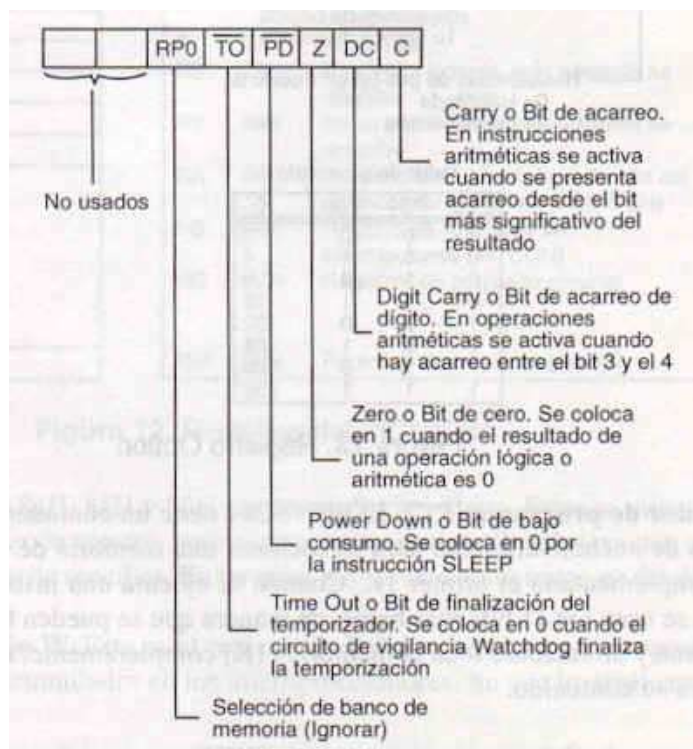 RP0 TO PD Z DC C
Carry o Bit de acarreo.
En instrucciones
aritméticas se activa
cuando se presenta
acarreo desde el bit
más significativo del
resultado
No usados
Digit Carry o Bit de acarreo de
dígito. En operaciones
aritméticas se activa cuando
hay acarreo entre el bit 3 y el 4
Zero o Bit de cero. Se coloca
en 1 cuando el resultado de
una operación lógica o
aritmética es 0
Power Down o Bit de bajo
consumo. Se coloca en 0 por
la instrucción SLEEP
Time Out o Bit de finalización del
temporizador. Se coloca en 0 cuando el
circuito de vigilancia Watchdog finaliza
la temporización
Selección de banco de
memoria (Ignorar)